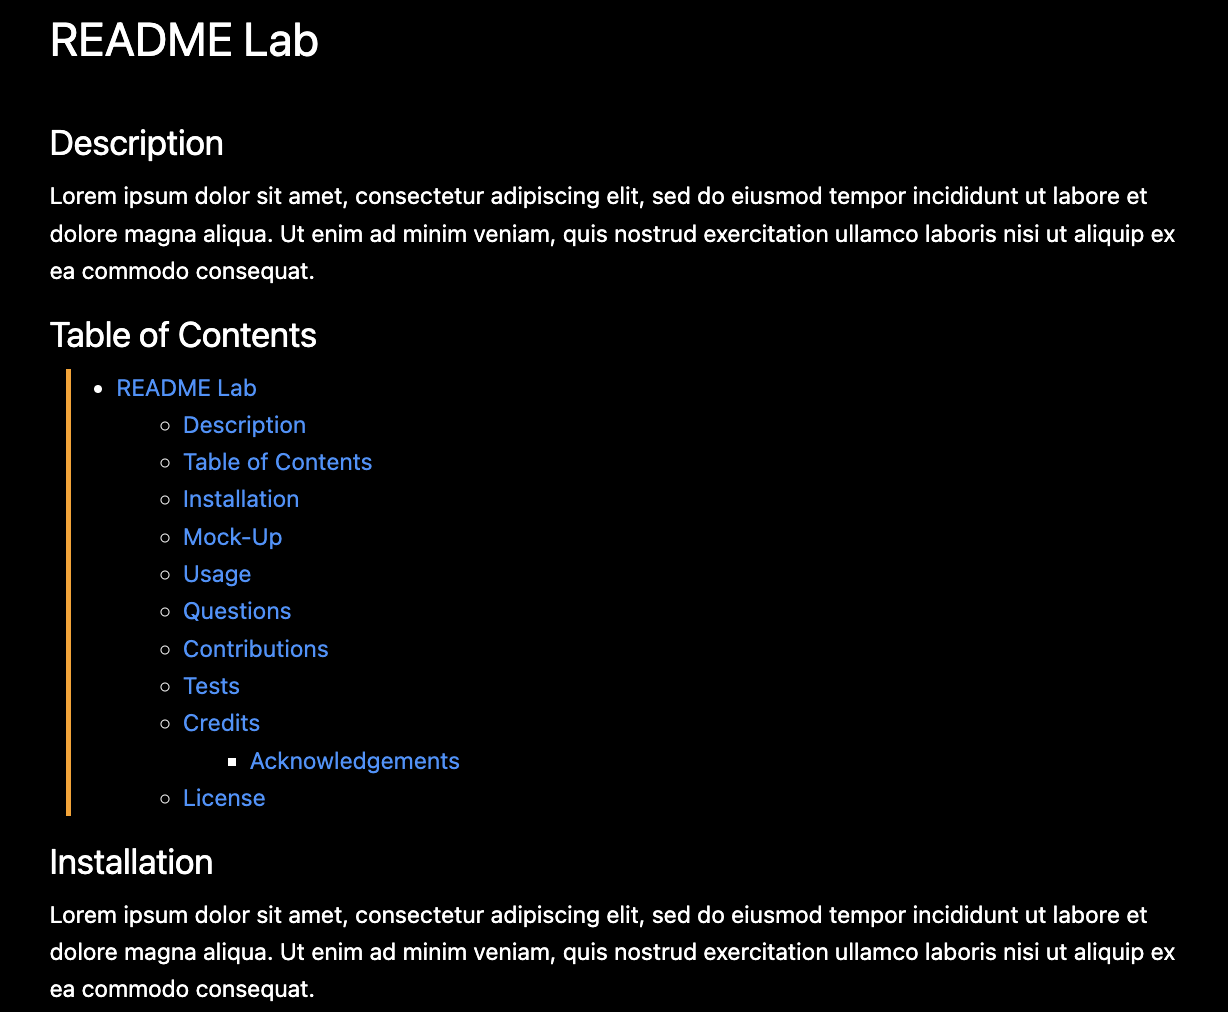 README Lab
Description
Lorem ipsum dolor sit amet, consectetur adipiscing elit, sed do eiusmod tempor incididunt ut labore et
dolore magna aliqua. Ut enim ad minim veniam, quis nostrud exercitation ullamco laboris nisi ut aliquip ex
ea commodo consequat.
Table of Contents
README Lab
Description
Table of Contents
Installation
Mock-Up
Usage
Questions
Contributions
Tests
Credits
Acknowledgements
License
Installation
Lorem ipsum dolor sit amet, consectetur adipiscing elit, sed do eiusmod tempor incididunt ut labore et
dolore magna aliqua. Ut enim ad minim veniam, quis nostrud exercitation ullamco laboris nisi ut aliquip ex
ea commodo consequat.